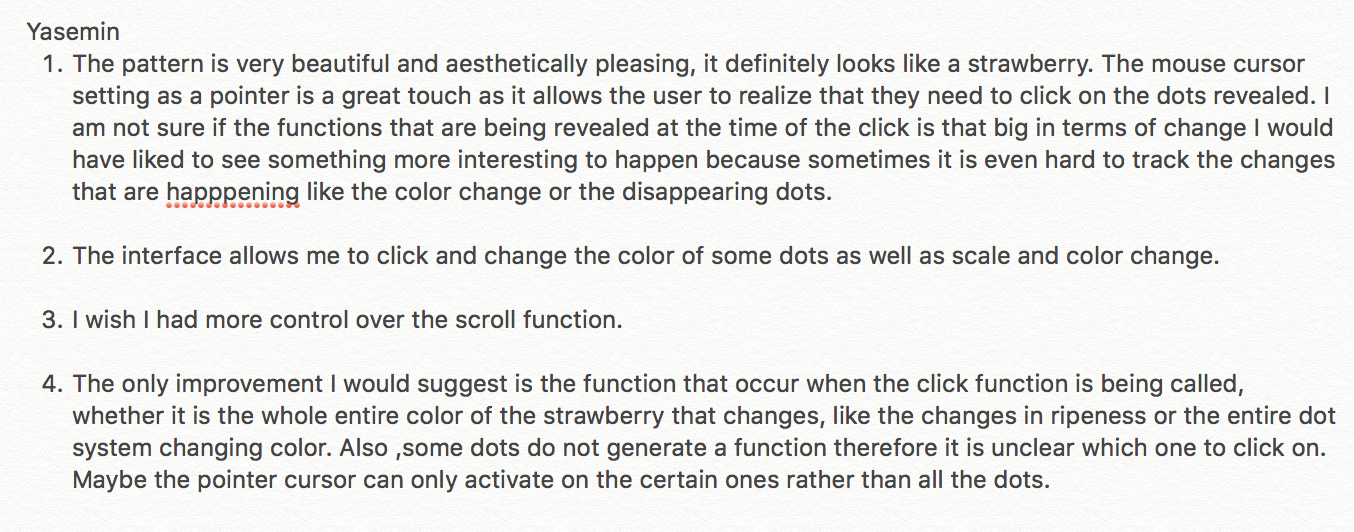 Yasemin
1. The pattern is very beautiful and aesthetically pleasing, it definitely looks like a strawberry. The mouse cursor
setting as a pointer is a great touch as it allows the user to realize that they need to click on the dots revealed. I
am not sure if the functions that are being revealed at the time of the click is that big in terms of change I would
have liked to see something more interesting to happen because sometimes it is even hard to track the changes
that are happpening like the color change or the disappearing dots.
2. The interface allows me to click and change the color of some dots as well as scale and color change.
3. I wish I had more control over the scroll function.
4. The only improvement I would suggest is the function that occur when the click function is being called,
whether it is the whole entire color of the strawberry that changes, like the changes in ripeness or the entire dot
system changing color. Also ,some dots do not generate a function therefore it is unclear which one to click on.
Maybe the pointer cursor can only activate on the certain ones rather than all the dots.